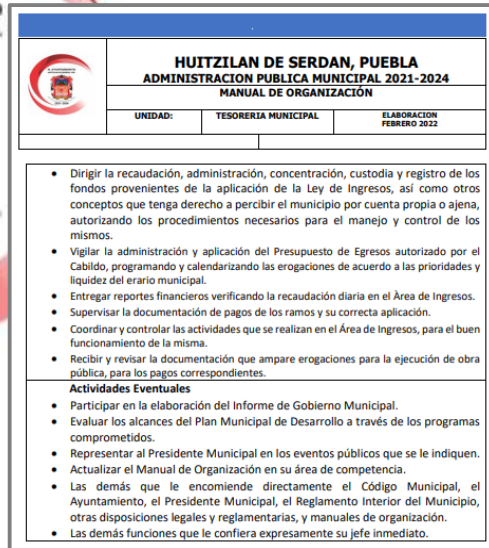 HUITZILAN DE SERDAN, PUEBLA
ADMINISTRACION PUBLICA MUNICIPAL 2021-2024
MANUAL DE ORGANIZACIÓN
UNIDAD: TESORERIA MUNICIPAL ELABORACION
FEBRERO 2022
• Dirigir la recaudación, administración, concentración, custodia y registro de los
fondos provenientes de la aplicación de la Ley de Ingresos, así como otros
conceptos que tenga derecho a percibir el municipio por cuenta propia o ajena,
autorizando los procedimientos necesarios para el manejo y control de los
mismos.
• Vigilar la administración y aplicación del Presupuesto de Egresos autorizado por el
Cabildo, programando y calendarizando las erogaciones de acuerdo a las prioridades y
liquidez del erario municipal.
• Entregar reportes financieros verificando la recaudación diaria en el Àrea de Ingresos.
• Supervisar la documentación de pagos de los ramos y su correcta aplicación.
• Coordinar y controlar las actividades que se realizan en el Área de Ingresos, para el buen
funcionamiento de la misma.
• Recibir y revisar la documentación que ampare erogaciones para la ejecución de obra
pública, para los pagos correspondientes.
Actividades Eventuales
• Participar en la elaboración del Informe de Gobierno Municipal.
• Evaluar los alcances del Plan Municipal de Desarrollo a través de los programas
comprometidos.
• Representar al Presidente Municipal en los eventos públicos que se le indiquen.
• Actualizar el Manual de Organización en su área de competencia.
• Las demás que le encomiende directamente el Código Municipal, el
Ayuntamiento, el Presidente Municipal, el Reglamento Interior del Municipio,
otras disposiciones legales y reglamentarias, y manuales de organización.
• Las demás funciones que le confiera expresamente su jefe inmediato.